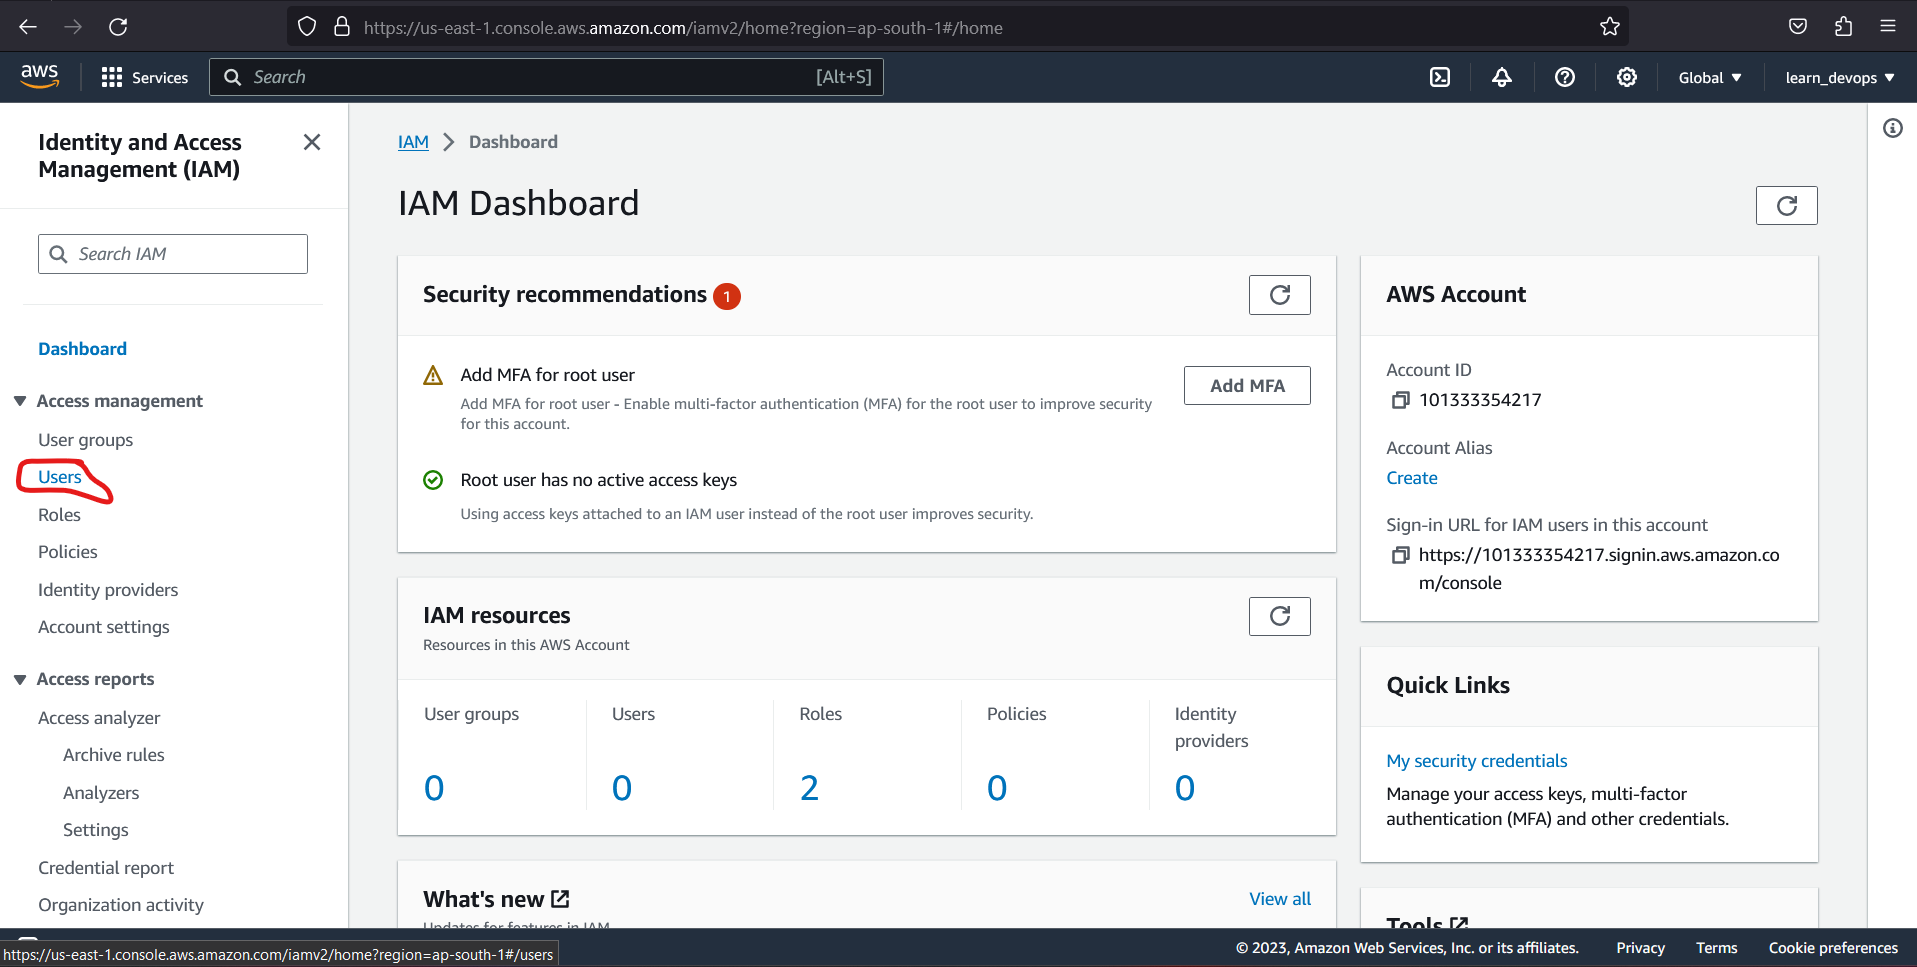 https://us-east-1.console.aws.amazon.com/iamv2/home?region=ap-south-1#/home
aws
Services
Search
[Alt+S]
Global
learn_devops
Identity and Access
Management (IAM)
Search IAM
Dashboard
Access management
User groups
Users
Roles
Policies
Identity providers
Account settings
Access reports
Access analyzer
Archive rules
Analyzers
Settings
Credential report
Organization activity
IAM
Dashboard
IAM Dashboard
Security recommendations 1
Add MFA for root user
Add MFA for root user - Enable multi-factor authentication (MFA) for the root user to improve security
for this account.
Add MFA
Root user has no active access keys
Using access keys attached to an IAM user instead of the root user improves security.
IAM resources
Resources in this AWS Account
User groups
0
Users
0
Roles
2
Policies
0
Identity
providers
0
What's new
View all
Updates for features in IAM
AWS Account
Account ID
101333354217
Account Alias
Create
Sign-in URL for IAM users in this account
https://101333354217.signin.aws.amazon.co
m/console
Quick Links
My security credentials
Manage your access keys, multi-factor
authentication (MFA) and other credentials.
Tools
https://us-east-1.console.aws.amazon.com/iamv2/home?region=ap-south-1#/users
© 2023, Amazon Web Services, Inc. or its affiliates.
Privacy
Terms
Cookie preferences